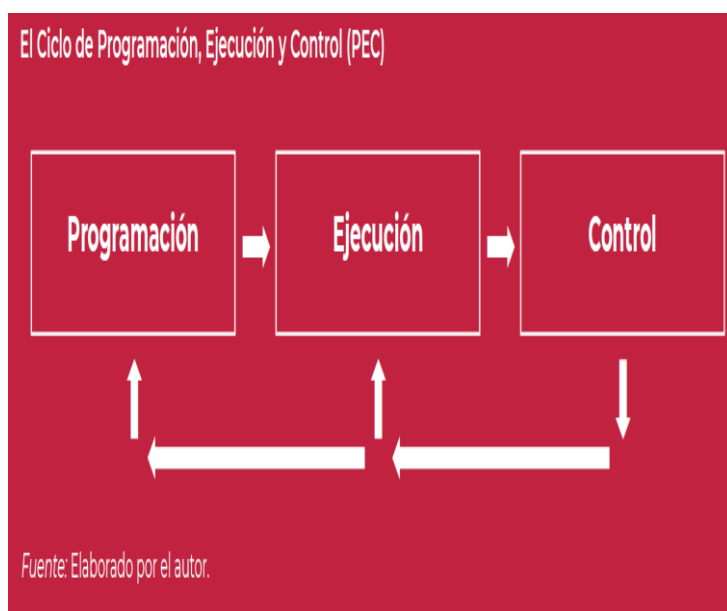 El Ciclo de Programación, Ejecución y Control (PEC)
Programación
Ejecución
Control
Fuente: Elaborado por el autor.